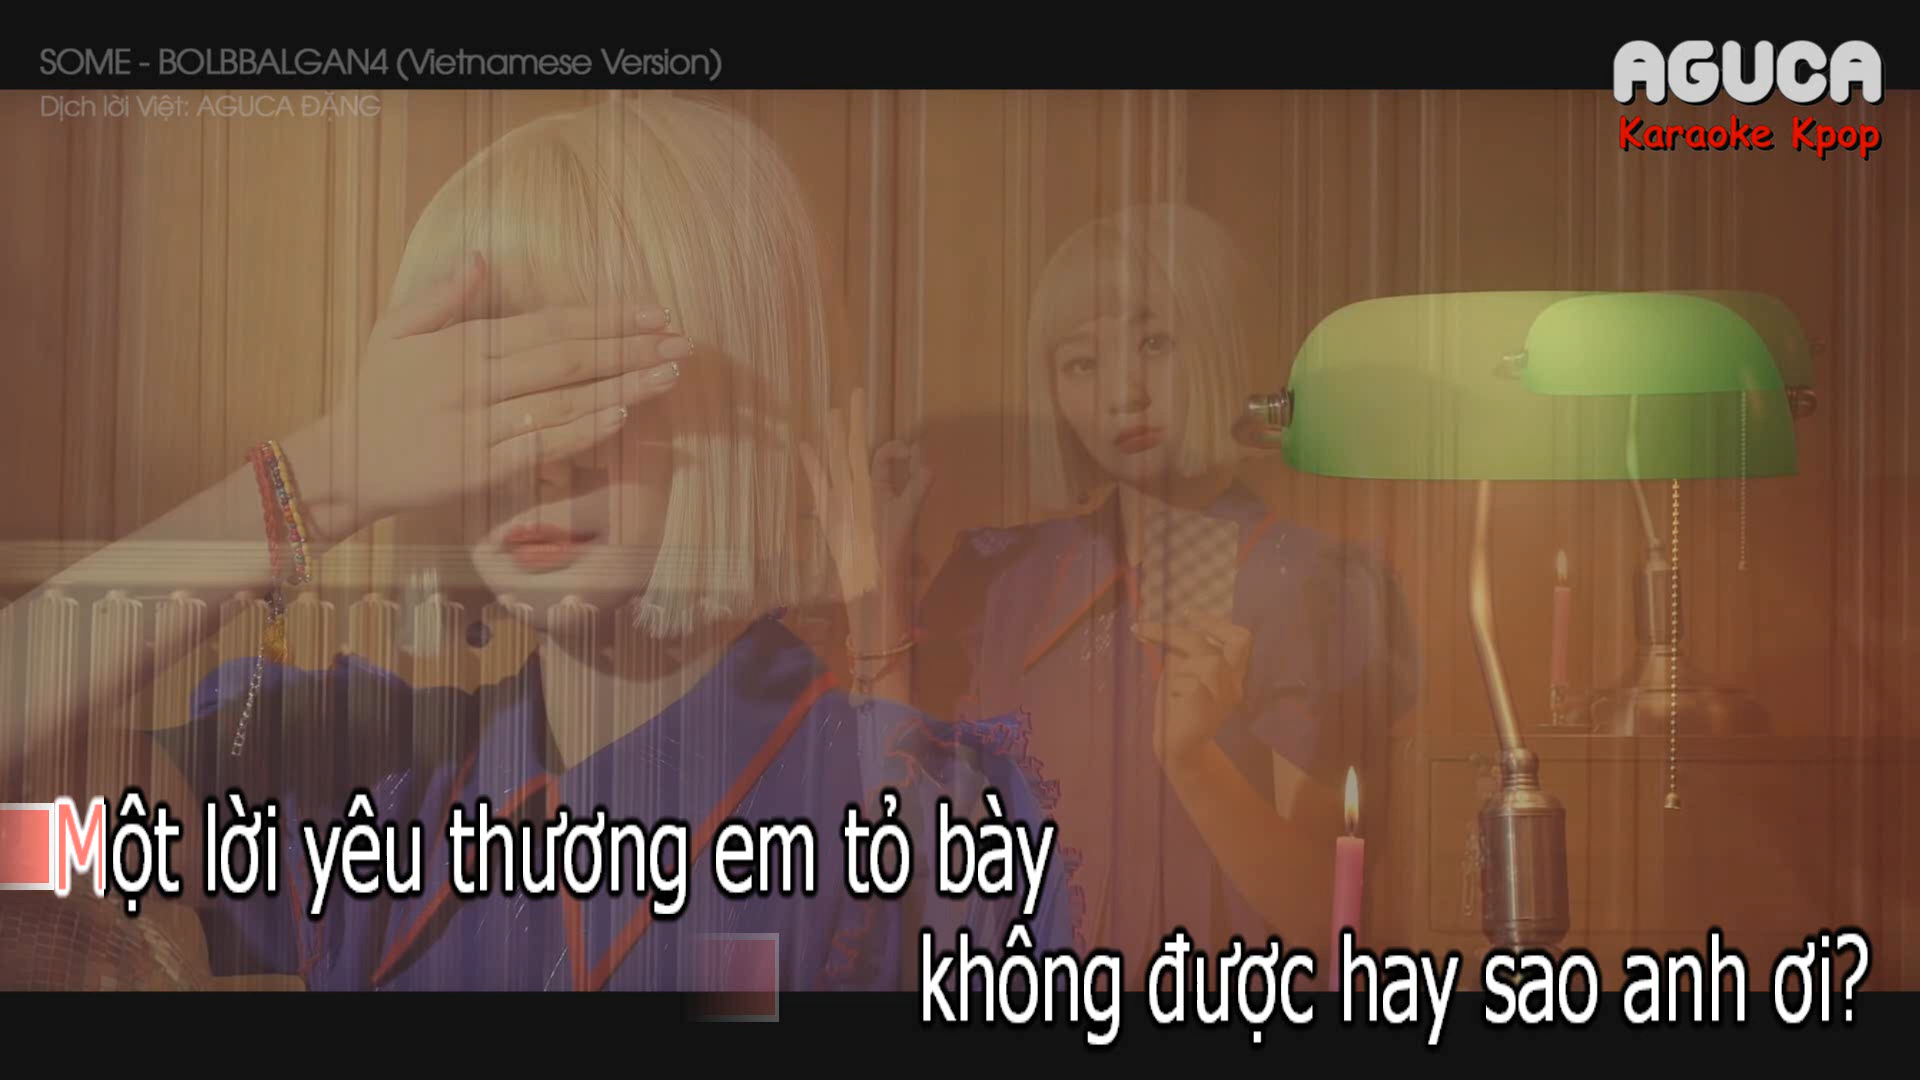 SOME - BOLBBALGAN4 (Vietnamese Version)
Dịch lời Việt: AGUCA ĐẶNG
AGUCA
Karaoke Kpop
Một lời yêu thương em tỏ bày
không được hay sao anh ơi?